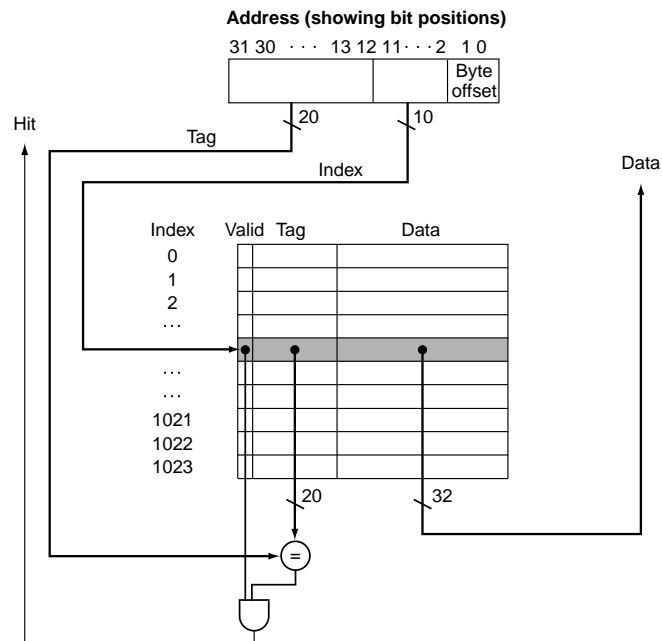 Address (showing bit positions)
31 30 · · · 13 12 11 · · · 2 1 0
Byte
offset
20
10
Hit
Tag
Index
Data
Index Valid Tag Data
0
1
2
...
...
...
1021
1022
1023
20
32
=